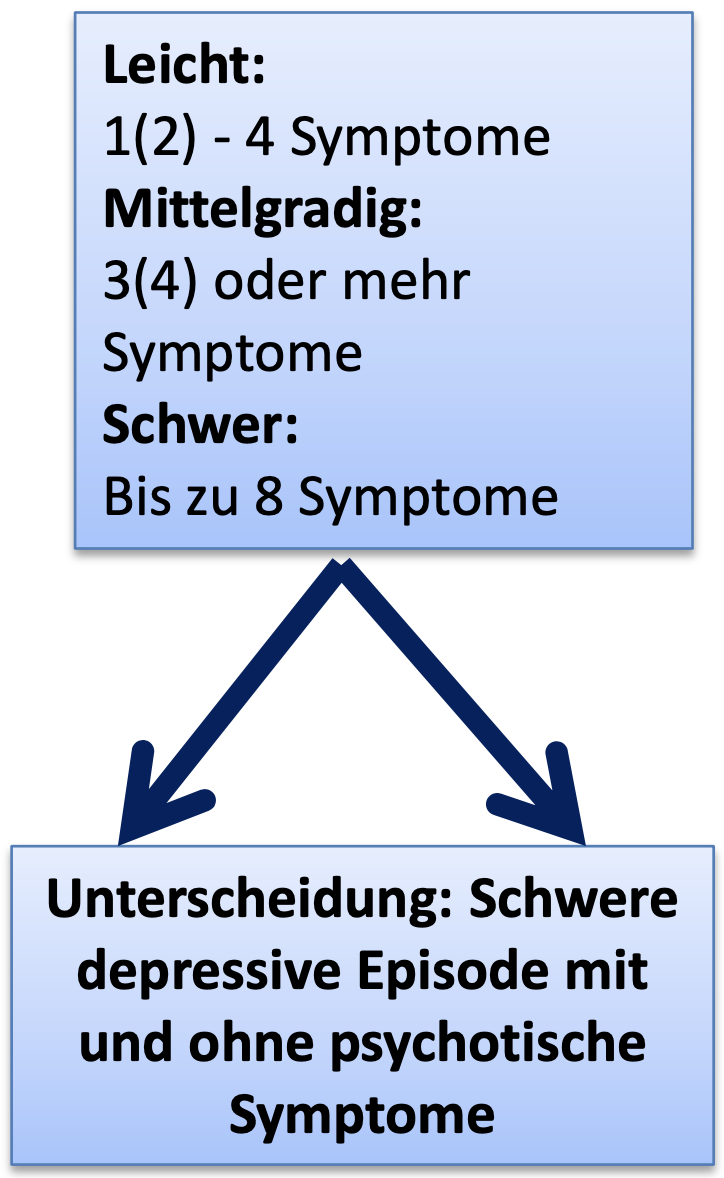 Leicht:
1(2) - 4 Symptome
Mittelgradig:
3(4) oder mehr
Symptome
Schwer:
Bis zu 8 Symptome
Unterscheidung: Schwere
depressive Episode mit
und ohne psychotische
Symptome